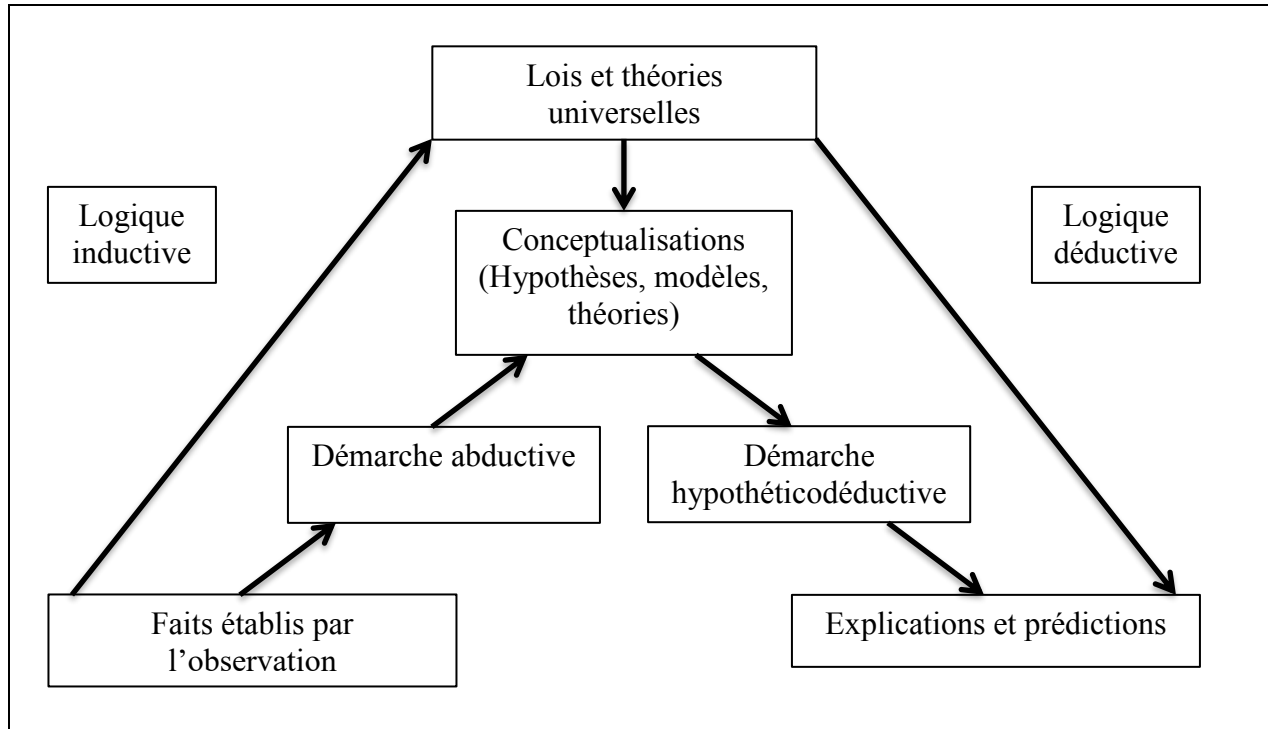 Lois et théories
universelles
Logique
inductive
Conceptualisations
(Hypothèses, modèles,
théories)
Logique
déductive
Démarche abductive
Démarche
hypothéticodéductive
Faits établis par
l’observation
Explications et prédictions